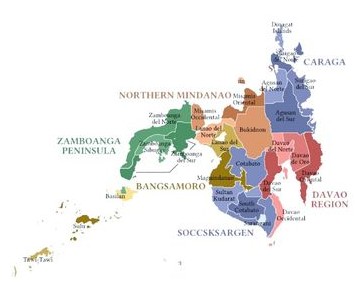 Dinagat
Islands
CARAGA
Surigao
del Norte
Surigao
del Sur
Agusan
del Norte
NORTHERN MINDANAO
Misamis
Oriental
Misamis
Occidental
Agusan
del Sur
Zamboanga
del Norte
Lanao del
Norte
Bukidnon
ZAMBOANGA
PENINSULA
Zamboanga
Sibugay
Zamboanga
del Sur
Lanao del
Sur
Davao
del Norte
Davao
de Oro
Cotabato
Maguindanao
BANGSAMORO
Davao
Oriental
DAVAO
REGION
Basilan
Sultan
Kudarat
Davao
del Sur
South
Cotabato
Davao
Occidental
Sarangani
SOCCSKSARGEN
Sulu
Tawi-Tawi